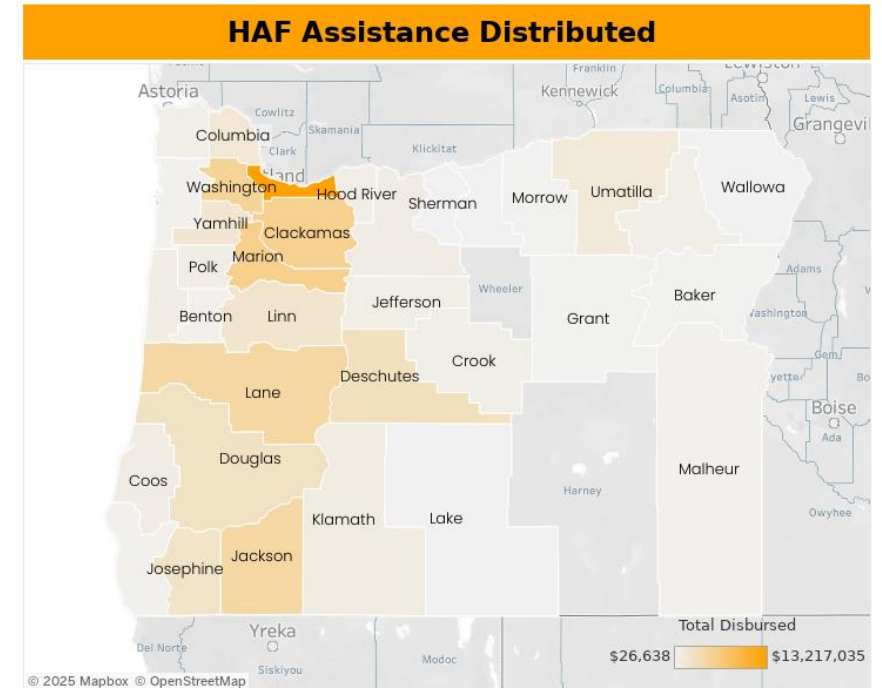 HAF Assistance Distributed
Franklin
Astoria
Kennewick
Columbia
Asotin
Lewis
Cowlitz
Columbia
Skamania
Clark
Klickitat
Washington
Hood River
Sherman
Morrow
Umatilla
Wallowa
Yamhill
Clackamas
Marion
Polk
Adams
Wheeler
Baker
Jefferson
Benton
Linn
Grant
Crook
Gem
Deschutes
Lane
Boise
Ada
Douglas
Coos
Malheur
Harney
Klamath
Lake
Owyhee
Josephine
Jackson
Total Disbursed
$26,638
$13,217,035
Yreka
Del Norte
Siskiyou
Modoc
© 2025 Mapbox © OpenStreetMap